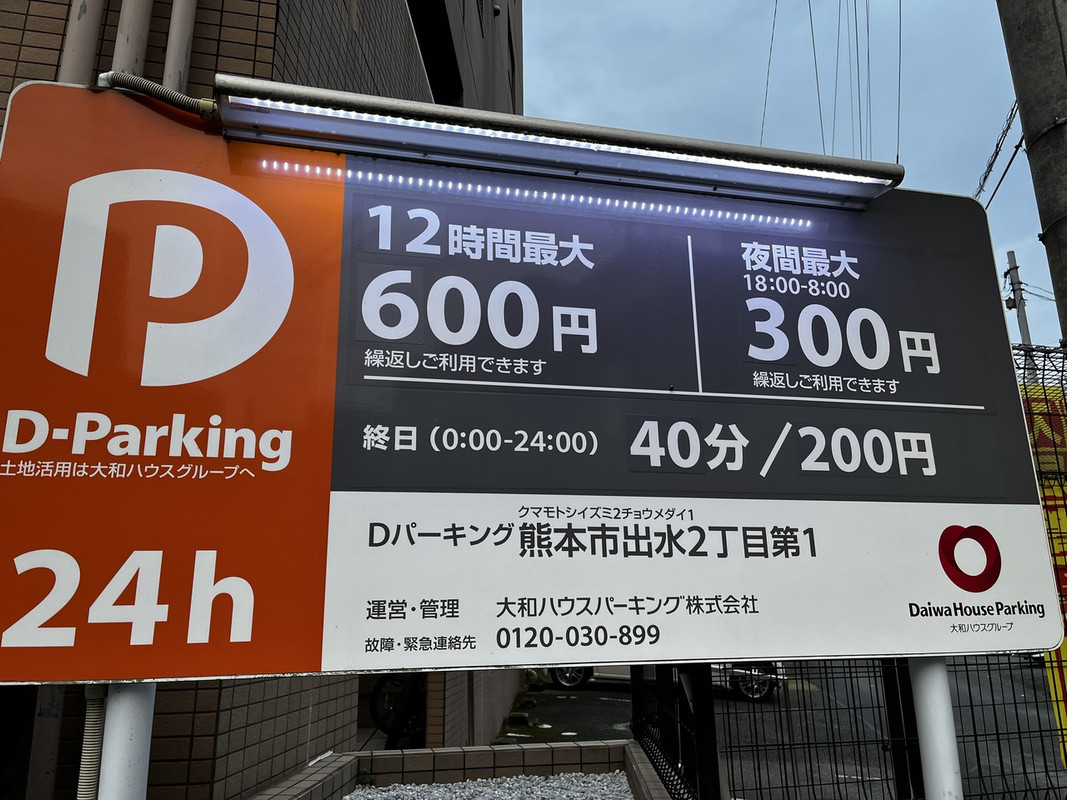 D-Parking
土地活用は大和ハウスグループへ
24h
12時間最大
600円
繰返しご利用できます
夜間最大
18:00-8:00
300円
繰返しご利用できます
終日（0:00-24:00） 40分／200円
クマモトシイズミ2チョウメダイ1
Dパーキング 熊本市出水2丁目第1
運営・管理 大和ハウスパーキング株式会社
故障・緊急連絡先 0120-030-899
Daiwa House Parking
大和ハウスグループ